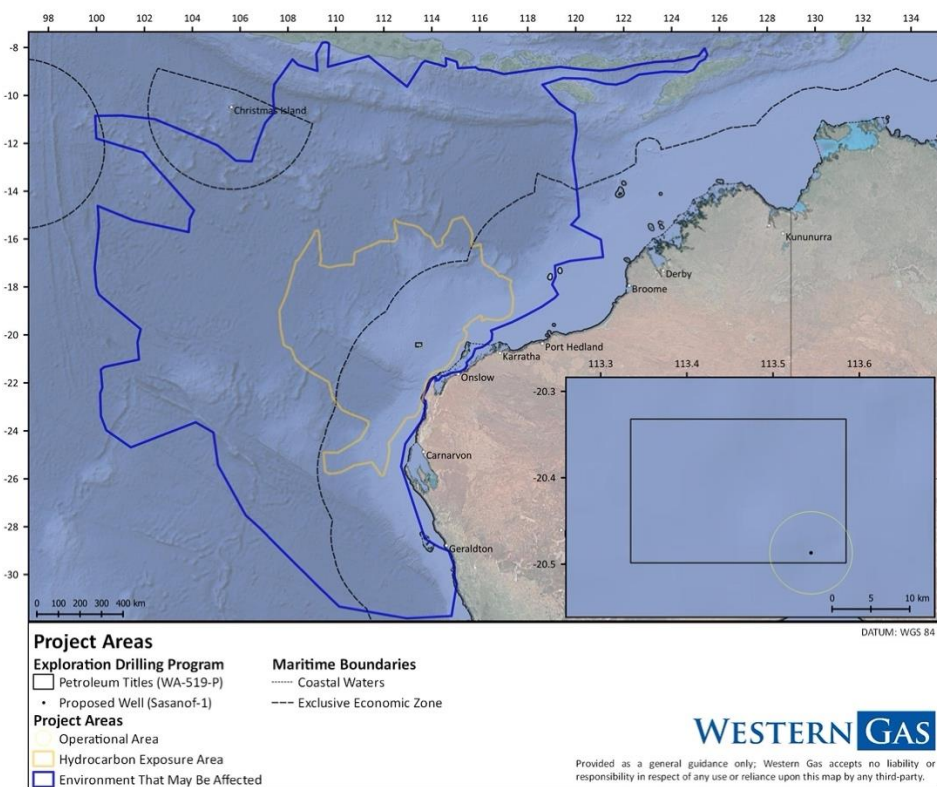 98 100 102 104 106 108 110 112 114 116 118 120 122 124 126 128 130 132 134
-8
-10
Christmas Island
-12
-14
-16
Kununurra
Derby
-18
Broome
-20
Port Hedland
Karratha
113.3 113.4 113.5 113.6
Onslow
-22
-20.3
-24
Carnarvon
-26
-20.4
-28
Geraldton
-20.5
-30
0 100 200 300 400 km
0 5 10 km
DATUM: WGS 84
Project Areas
Exploration Drilling Program
Petroleum Titles (WA-519-P)
Proposed Well (Sasanof-1)
Project Areas
Operational Area
Hydrocarbon Exposure Area
Environment That May Be Affected
Maritime Boundaries
Coastal Waters
Exclusive Economic Zone
WESTERN GAS
Provided as a general guidance only; Western Gas accepts no liability or
responsibility in respect of any use or reliance upon this map by any third-party.